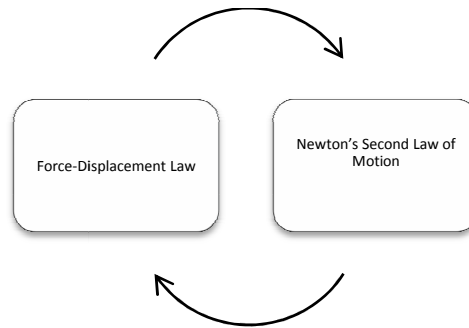 Force-Displacement Law
Newton’s Second Law of
Motion